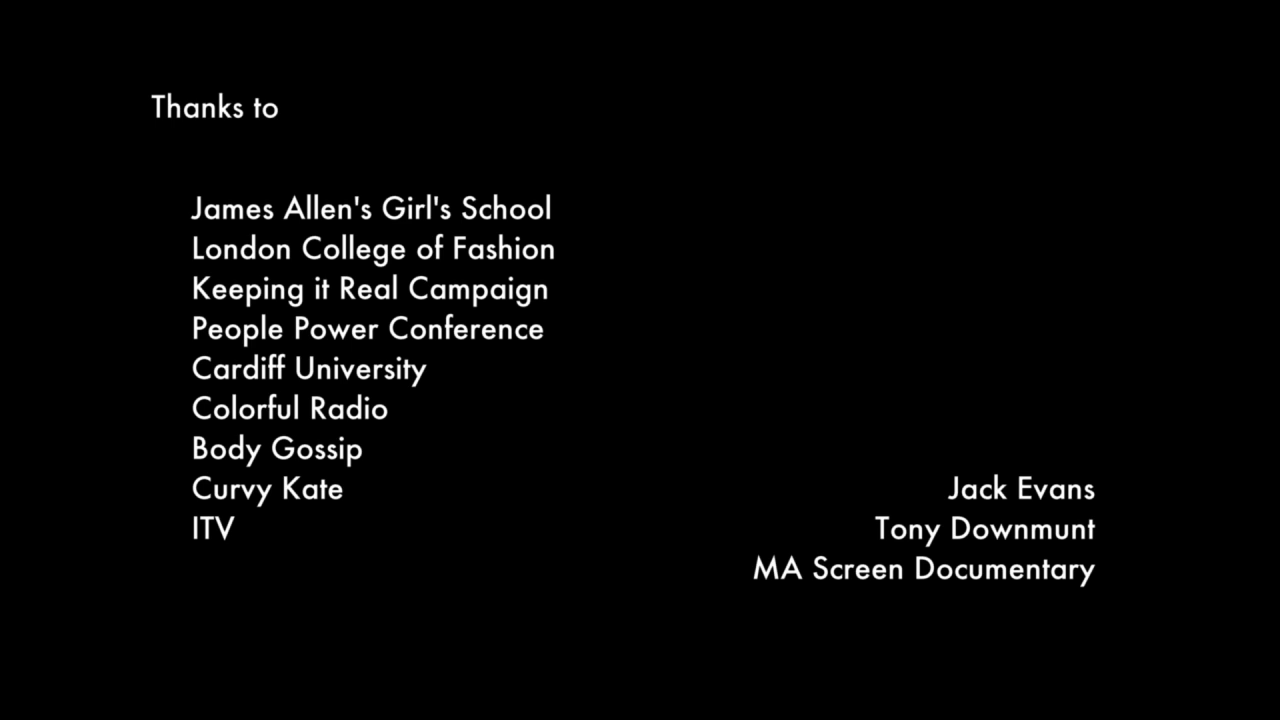 Thanks to
James Allen's Girl's School
London College of Fashion
Keeping it Real Campaign
People Power Conference
Cardiff University
Colorful Radio
Body Gossip
Curvy Kate
ITV
Jack Evans
Tony Downmunt
MA Screen Documentary